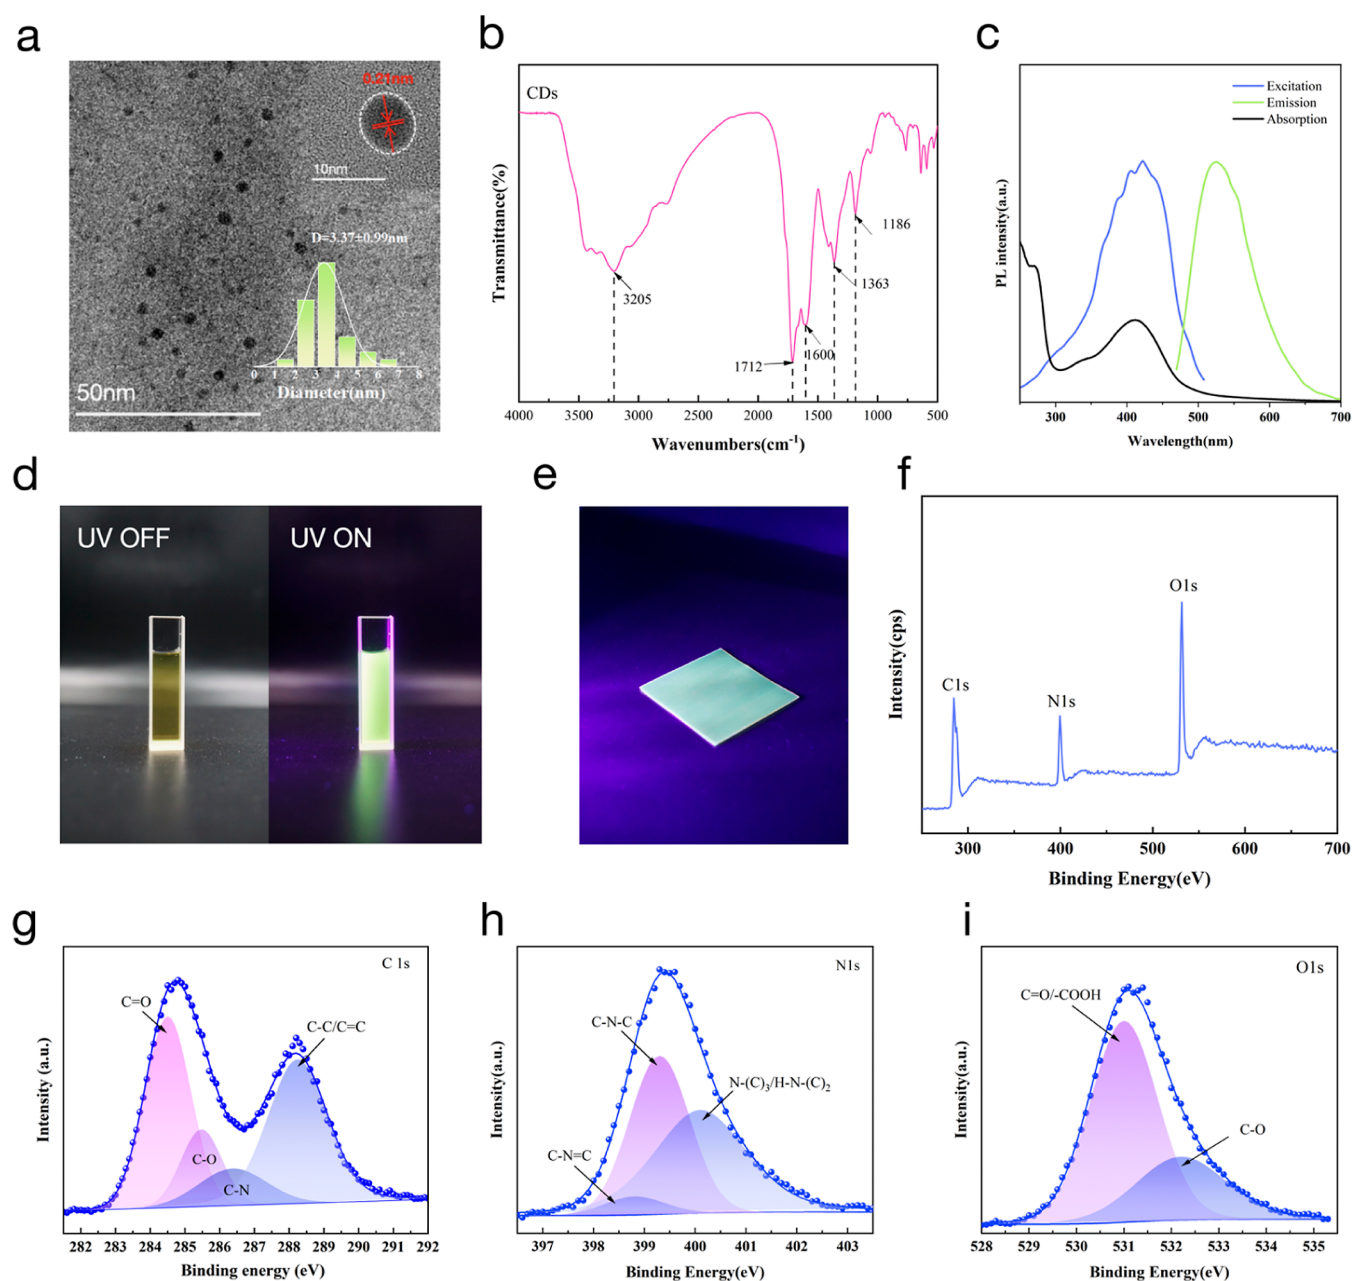 a
0.21nm
10nm
D=3.37±0.99nm
0 1 2 3 4 5 6 7 8
Diameter(nm)
50nm
b
CDs
Transmittance(%)
3205
1712
1600
1363
1186
4000 3500 3000 2000 1500 1000 500
Wavenumbers(cm⁻¹)
c
Excitation
Emission
Absorption
PL intensity(a.u.)
300 400 500 600 700
Wavelength(nm)
d
UV OFF
UV ON
e
f
C1s
N1s
O1s
Intensity(cps)
300 400 500 600 700
Binding Energy(eV)
g
C 1s
C=O
C-C/C=C
C-O
C-N
Intensity (a.u.)
282 283 284 285 286 287 288 289 290 291 292
Binding energy (eV)
h
N1s
C-N-C
N-(C)₃/H-N-(C)₂
C-N=C
Intensity(a.u.)
397 398 399 400 401 402 403
Binding Energy(eV)
i
O1s
C=O/-COOH
C-O
Intensity(a.u.)
528 529 530 531 532 533 534 535
Binding Energy(eV)